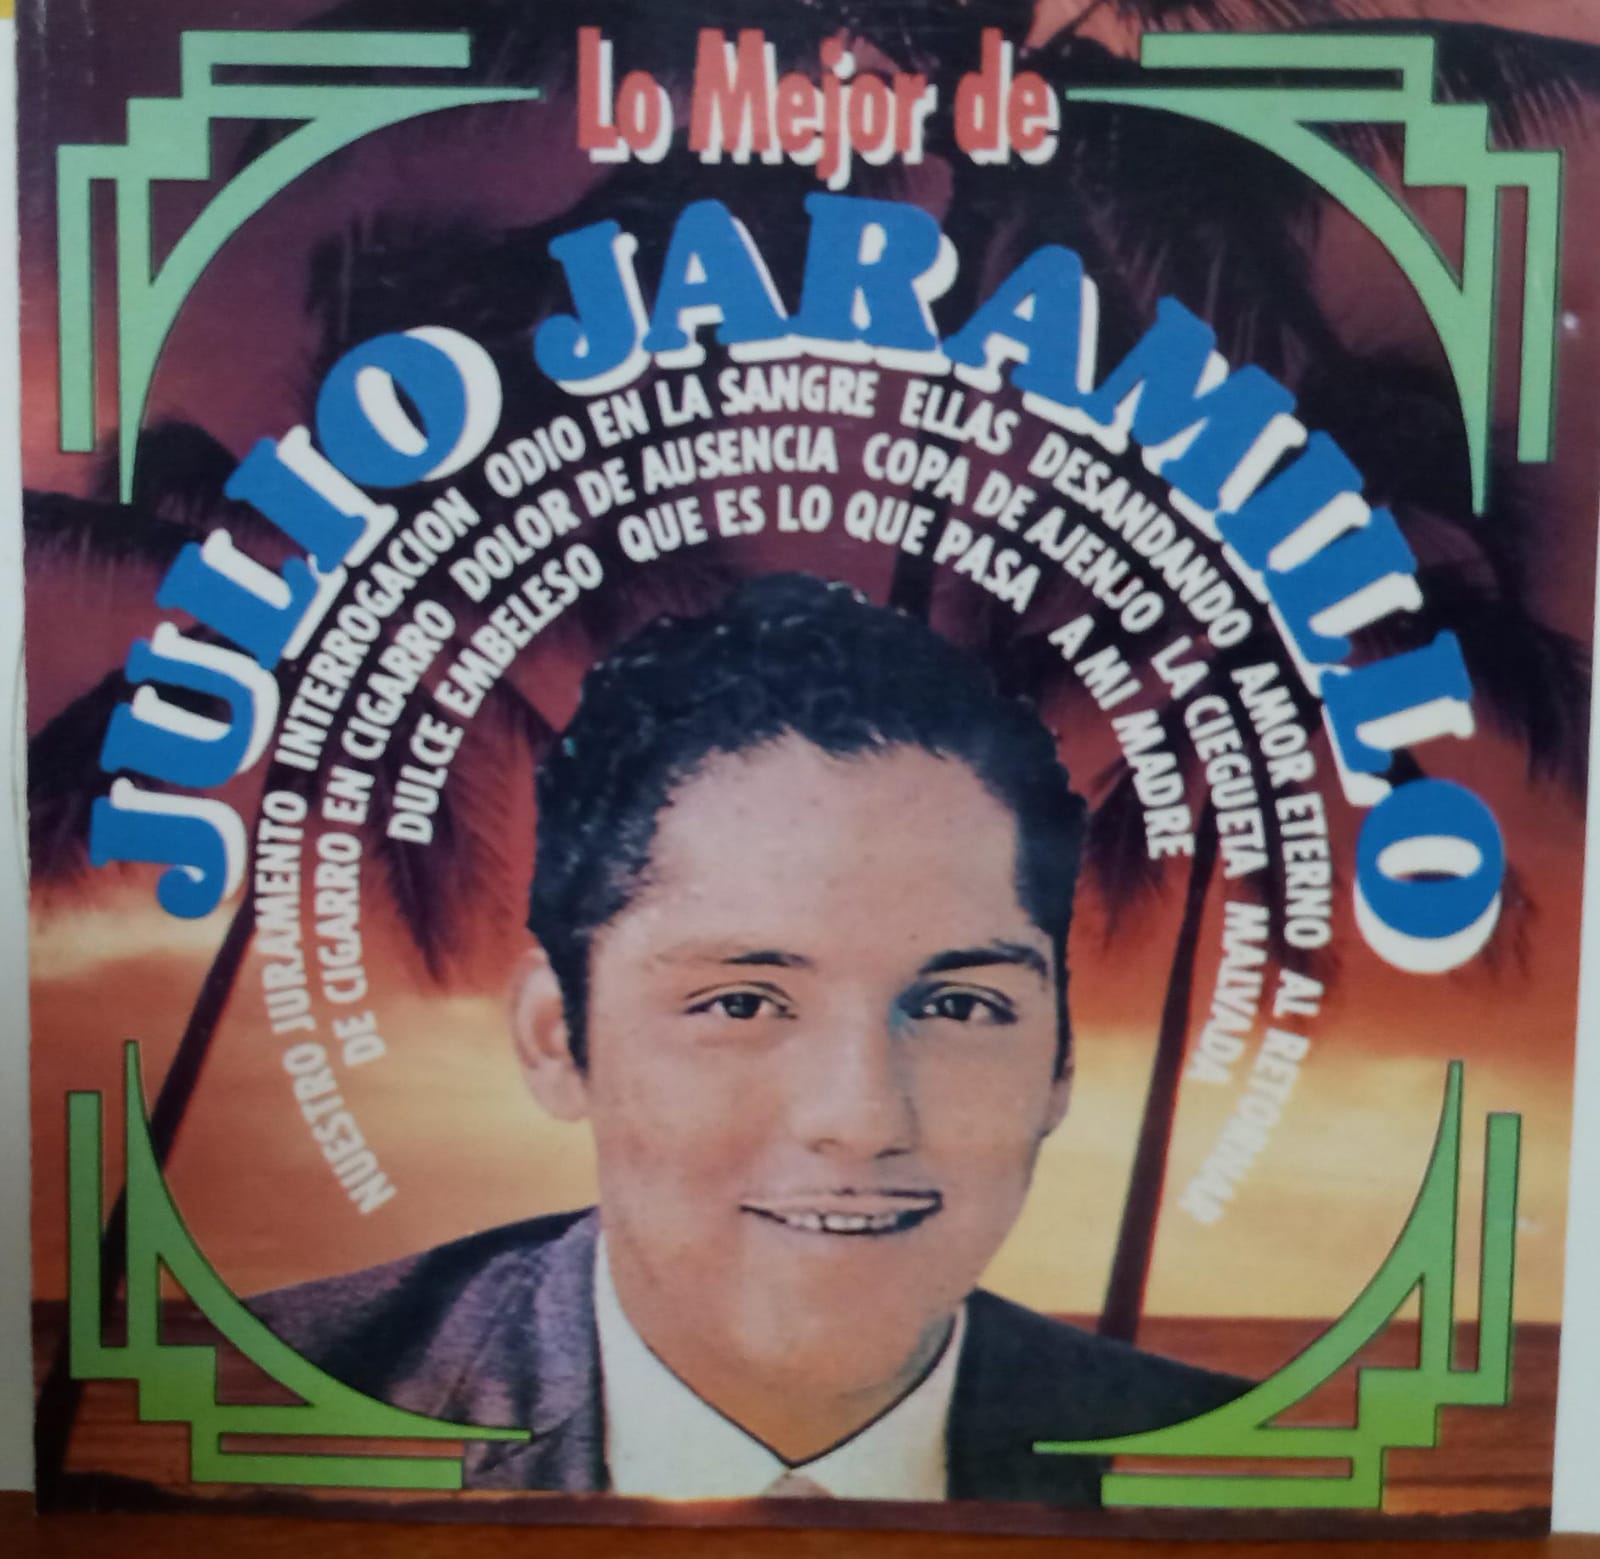 Lo Mejor de
JULIO JARAMILLO
NUESTRO JURAMENTO INTERROGACION ODIO EN LA SANGRE ELLAS DESANDANDO AMOR ETERNO AL RETORNAR
DE CIGARRO EN CIGARRO DOLOR DE AUSENCIA COPA DE AJENJO LA CIEGUETA MALVADA
DULCE EMBELESO QUE ES LO QUE PASA A MI MADRE